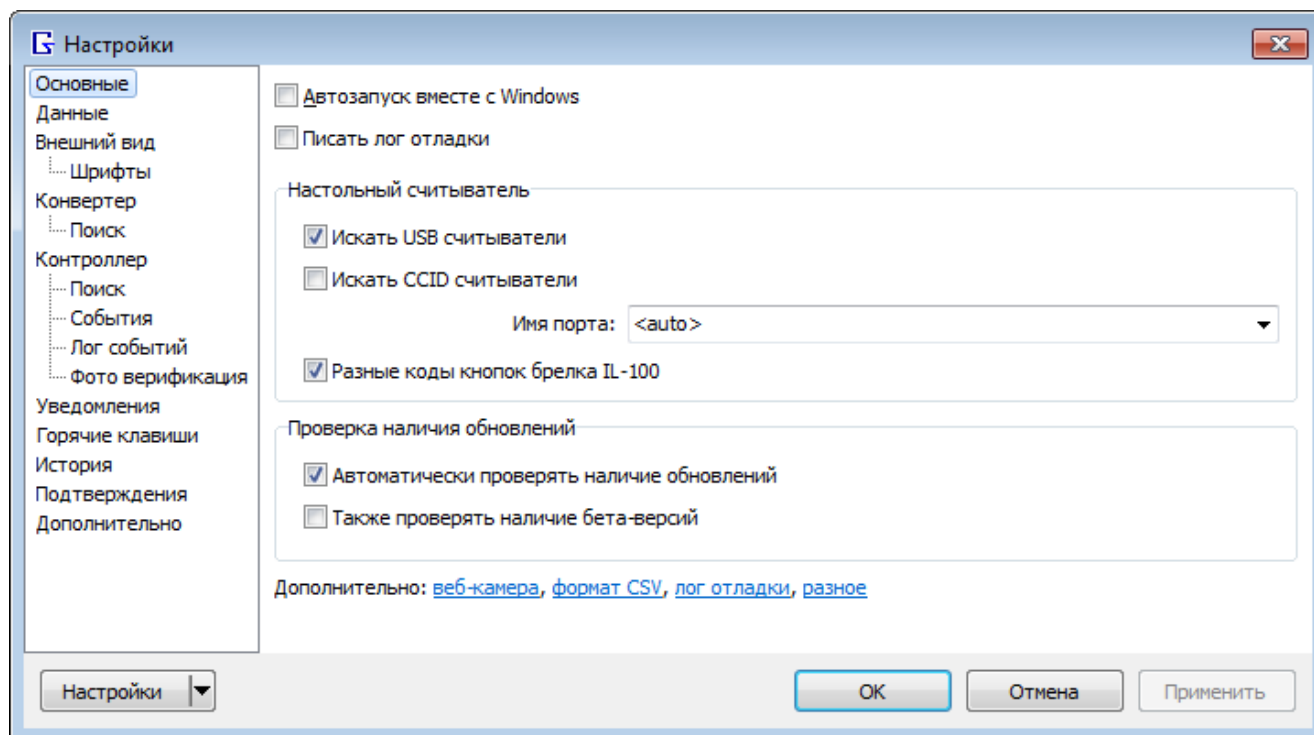 Настройки
Основные
Данные
Внешний вид
Шрифты
Конвертер
Поиск
Контроллер
Поиск
События
Лог событий
Фото верификация
Уведомления
Горячие клавиши
История
Подтверждения
Дополнительно
Автозапуск вместе с Windows
Писать лог отладки
Настольный считыватель
Искать USB считыватели
Искать CCID считыватели
Имя порта: <auto>
Разные коды кнопок брелка IL-100
Проверка наличия обновлений
Автоматически проверять наличие обновлений
Также проверять наличие бета-версий
Дополнительно: веб-камера, формат CSV, лог отладки, разное
Настройки OK Отмена Применить